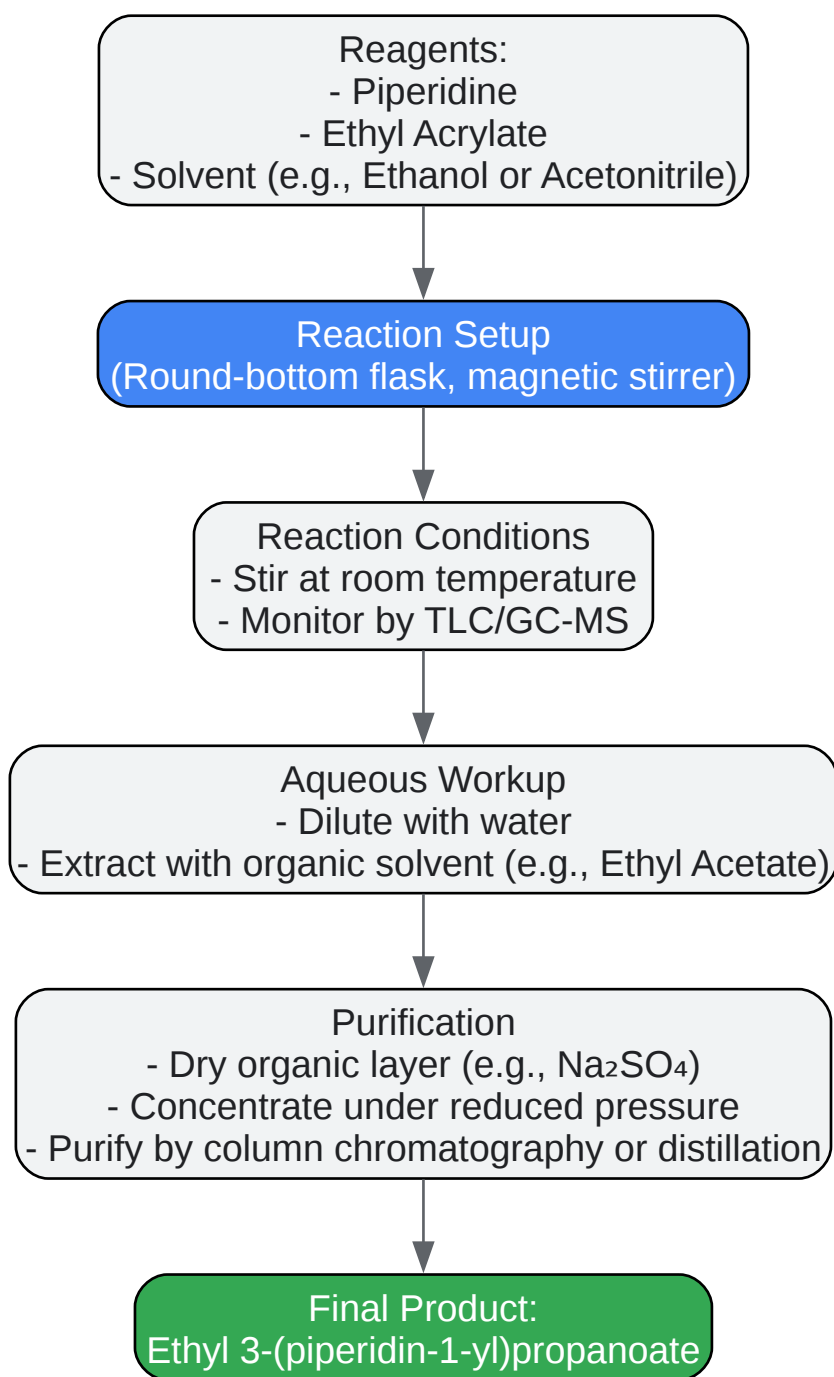 Reagents:
- Piperidine
- Ethyl Acrylate
- Solvent (e.g., Ethanol or Acetonitrile)
Reaction Setup
(Round-bottom flask, magnetic stirrer)
Reaction Conditions
- Stir at room temperature
- Monitor by TLC/GC-MS
Aqueous Workup
- Dilute with water
- Extract with organic solvent (e.g., Ethyl Acetate)
Purification
- Dry organic layer (e.g., Na₂SO₄)
- Concentrate under reduced pressure
- Purify by column chromatography or distillation
Final Product:
Ethyl 3-(piperidin-1-yl)propanoate